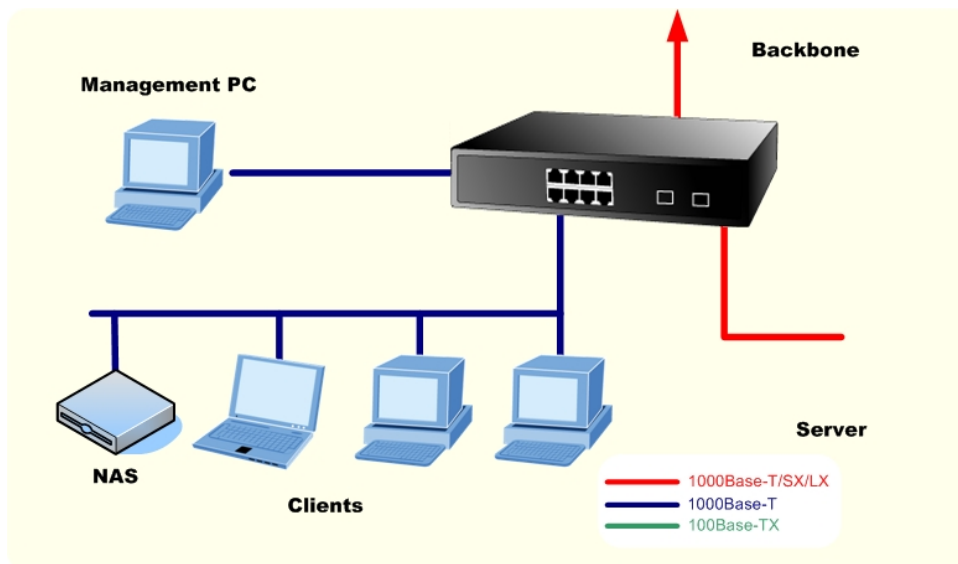 Backbone
Management PC
Server
NAS
Clients
1000Base-T/SX/LX
1000Base-T
100Base-TX